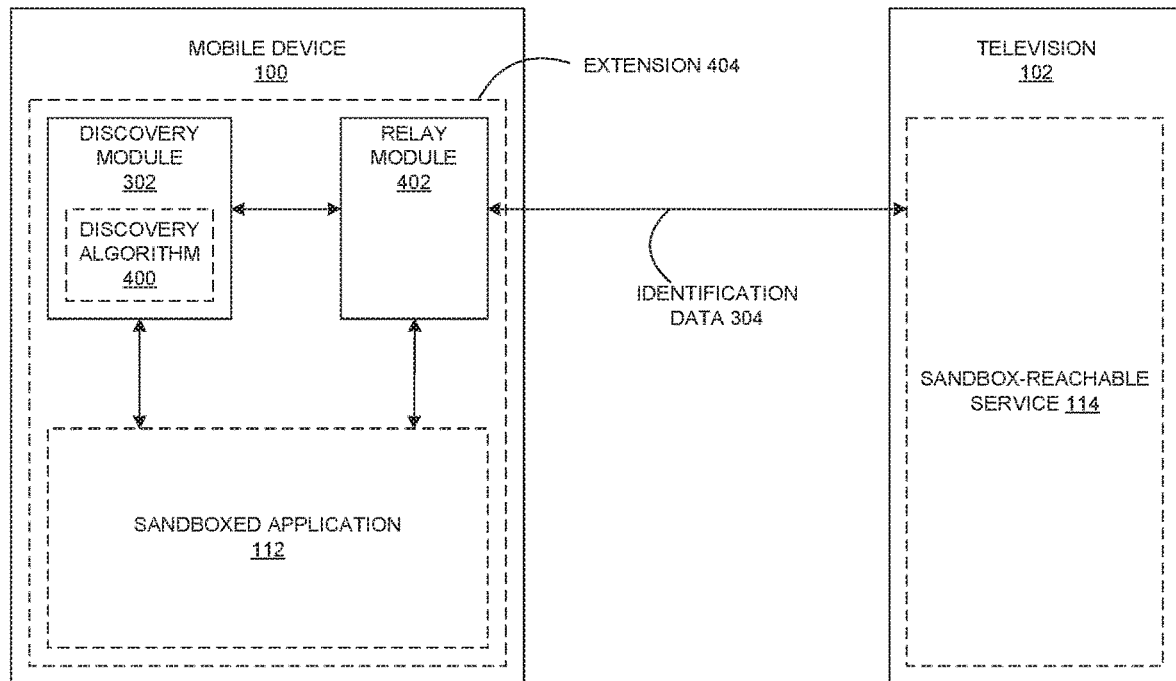 MOBILE DEVICE
100
EXTENSION 404
TELEVISION
102
DISCOVERY
MODULE
302
DISCOVERY
ALGORITHM
400
RELAY
MODULE
402
IDENTIFICATION
DATA 304
SANDBOX-REACHABLE
SERVICE 114
SANDBOXED APPLICATION
112